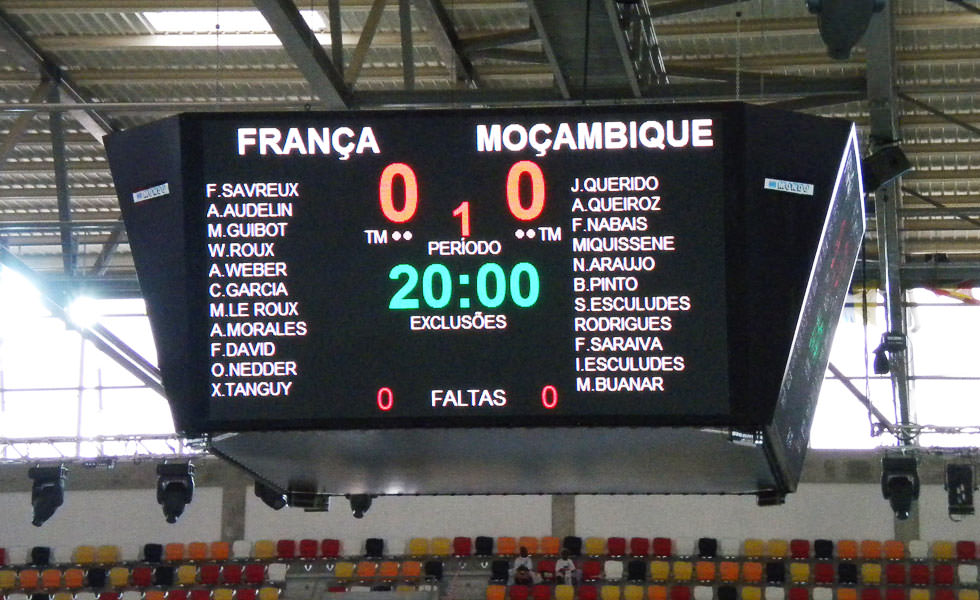 FRANÇA MOÇAMBIQUE
MONDO MONDO
0 1 0
TM •• PERÍODO •• TM
20:00
EXCLUSÕES
F.SAVREUX J.QUERIDO
A.AUDELIN A.QUEIROZ
M.GUIBOT F.NABAIS
W.ROUX MIQUISSENE
A.WEBER N.ARAUJO
C.GARCIA B.PINTO
M.LE ROUX S.ESCULUDES
A.MORALES RODRIGUES
F.DAVID F.SARAIVA
O.NEDDER I.ESCULUDES
X.TANGUY M.BUANAR
0 FALTAS 0